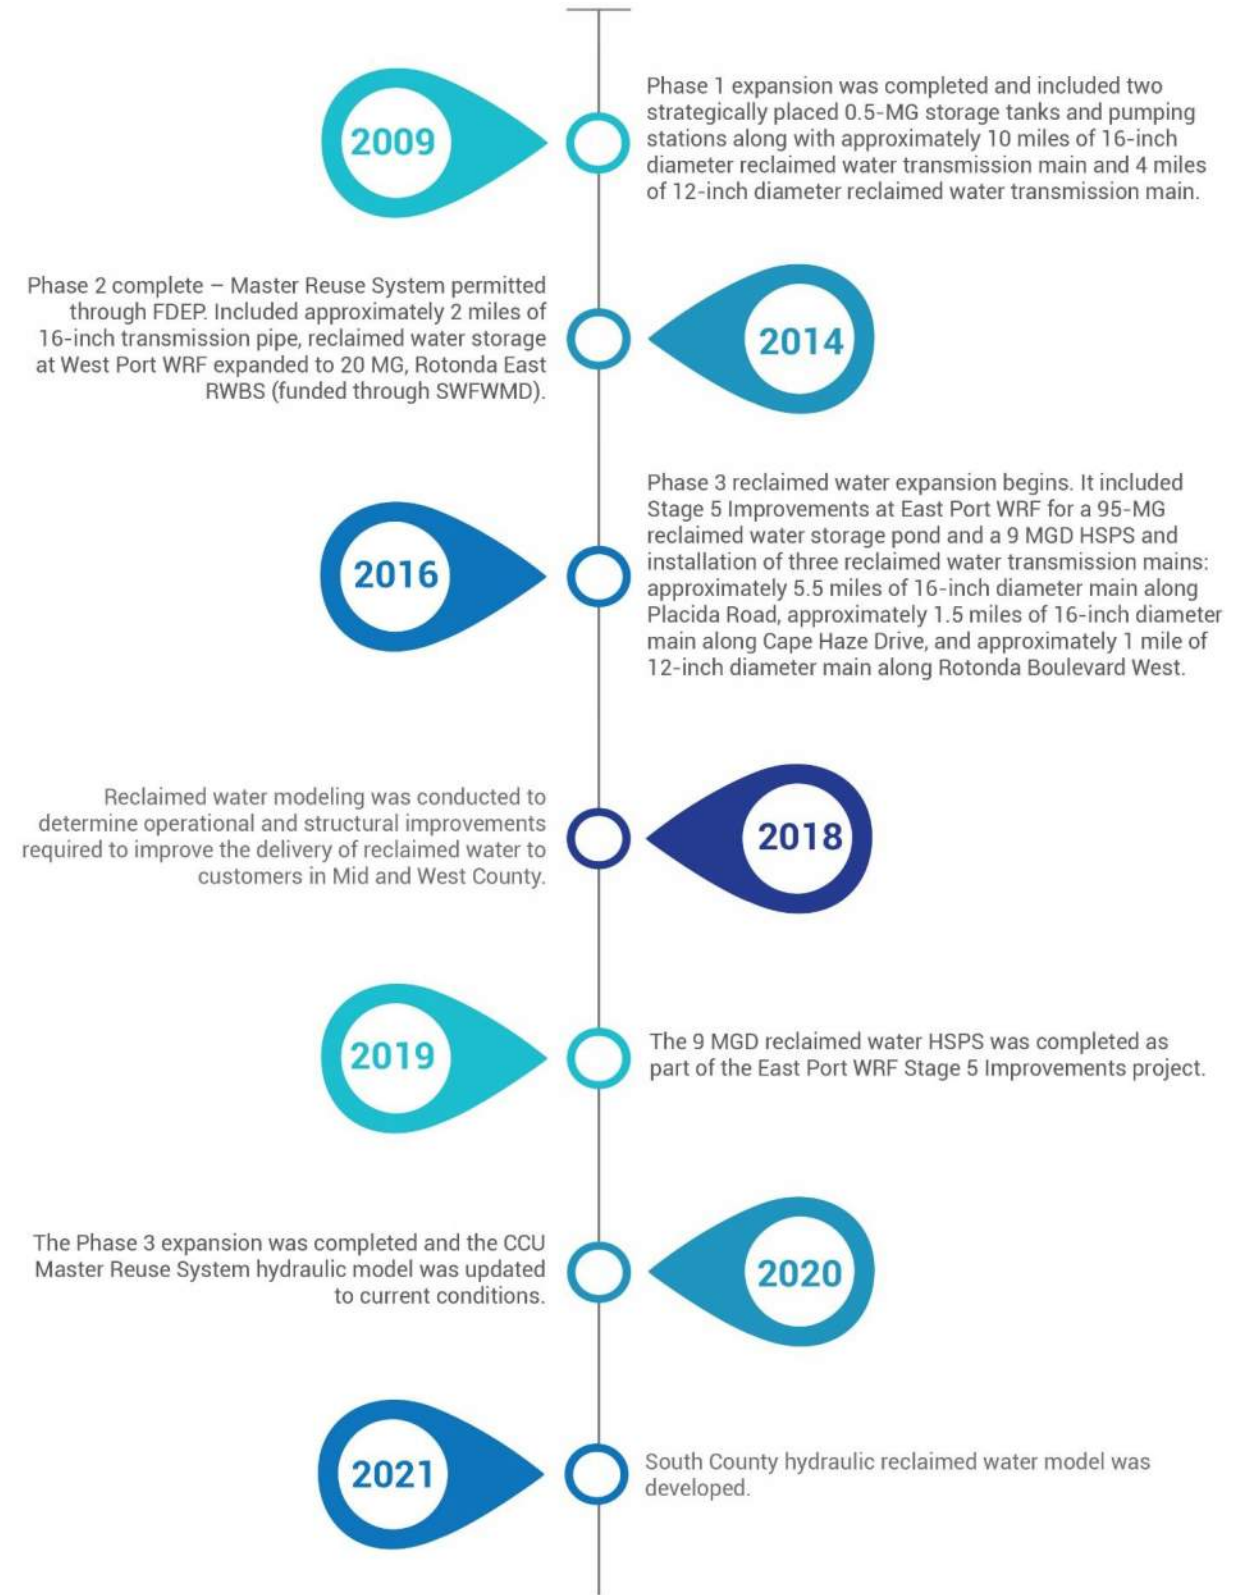 2009
Phase 1 expansion was completed and included two
strategically placed 0.5-MG storage tanks and pumping
stations along with approximately 10 miles of 16-inch
diameter reclaimed water transmission main and 4 miles
of 12-inch diameter reclaimed water transmission main.
Phase 2 complete – Master Reuse System permitted
through FDEP. Included approximately 2 miles of
16-inch transmission pipe, reclaimed water storage
at West Port WRF expanded to 20 MG, Rotonda East
RWBS (funded through SWFWMD).
2014
2016
Phase 3 reclaimed water expansion begins. It included
Stage 5 Improvements at East Port WRF for a 95-MG
reclaimed water storage pond and a 9 MGD HSPS and
installation of three reclaimed water transmission mains:
approximately 5.5 miles of 16-inch diameter main along
Placida Road, approximately 1.5 miles of 16-inch diameter
main along Cape Haze Drive, and approximately 1 mile of
12-inch diameter main along Rotonda Boulevard West.
Reclaimed water modeling was conducted to
determine operational and structural improvements
required to improve the delivery of reclaimed water to
customers in Mid and West County.
2018
2019
The 9 MGD reclaimed water HSPS was completed as
part of the East Port WRF Stage 5 Improvements project.
The Phase 3 expansion was completed and the CCU
Master Reuse System hydraulic model was updated
to current conditions.
2020
2021
South County hydraulic reclaimed water model was
developed.